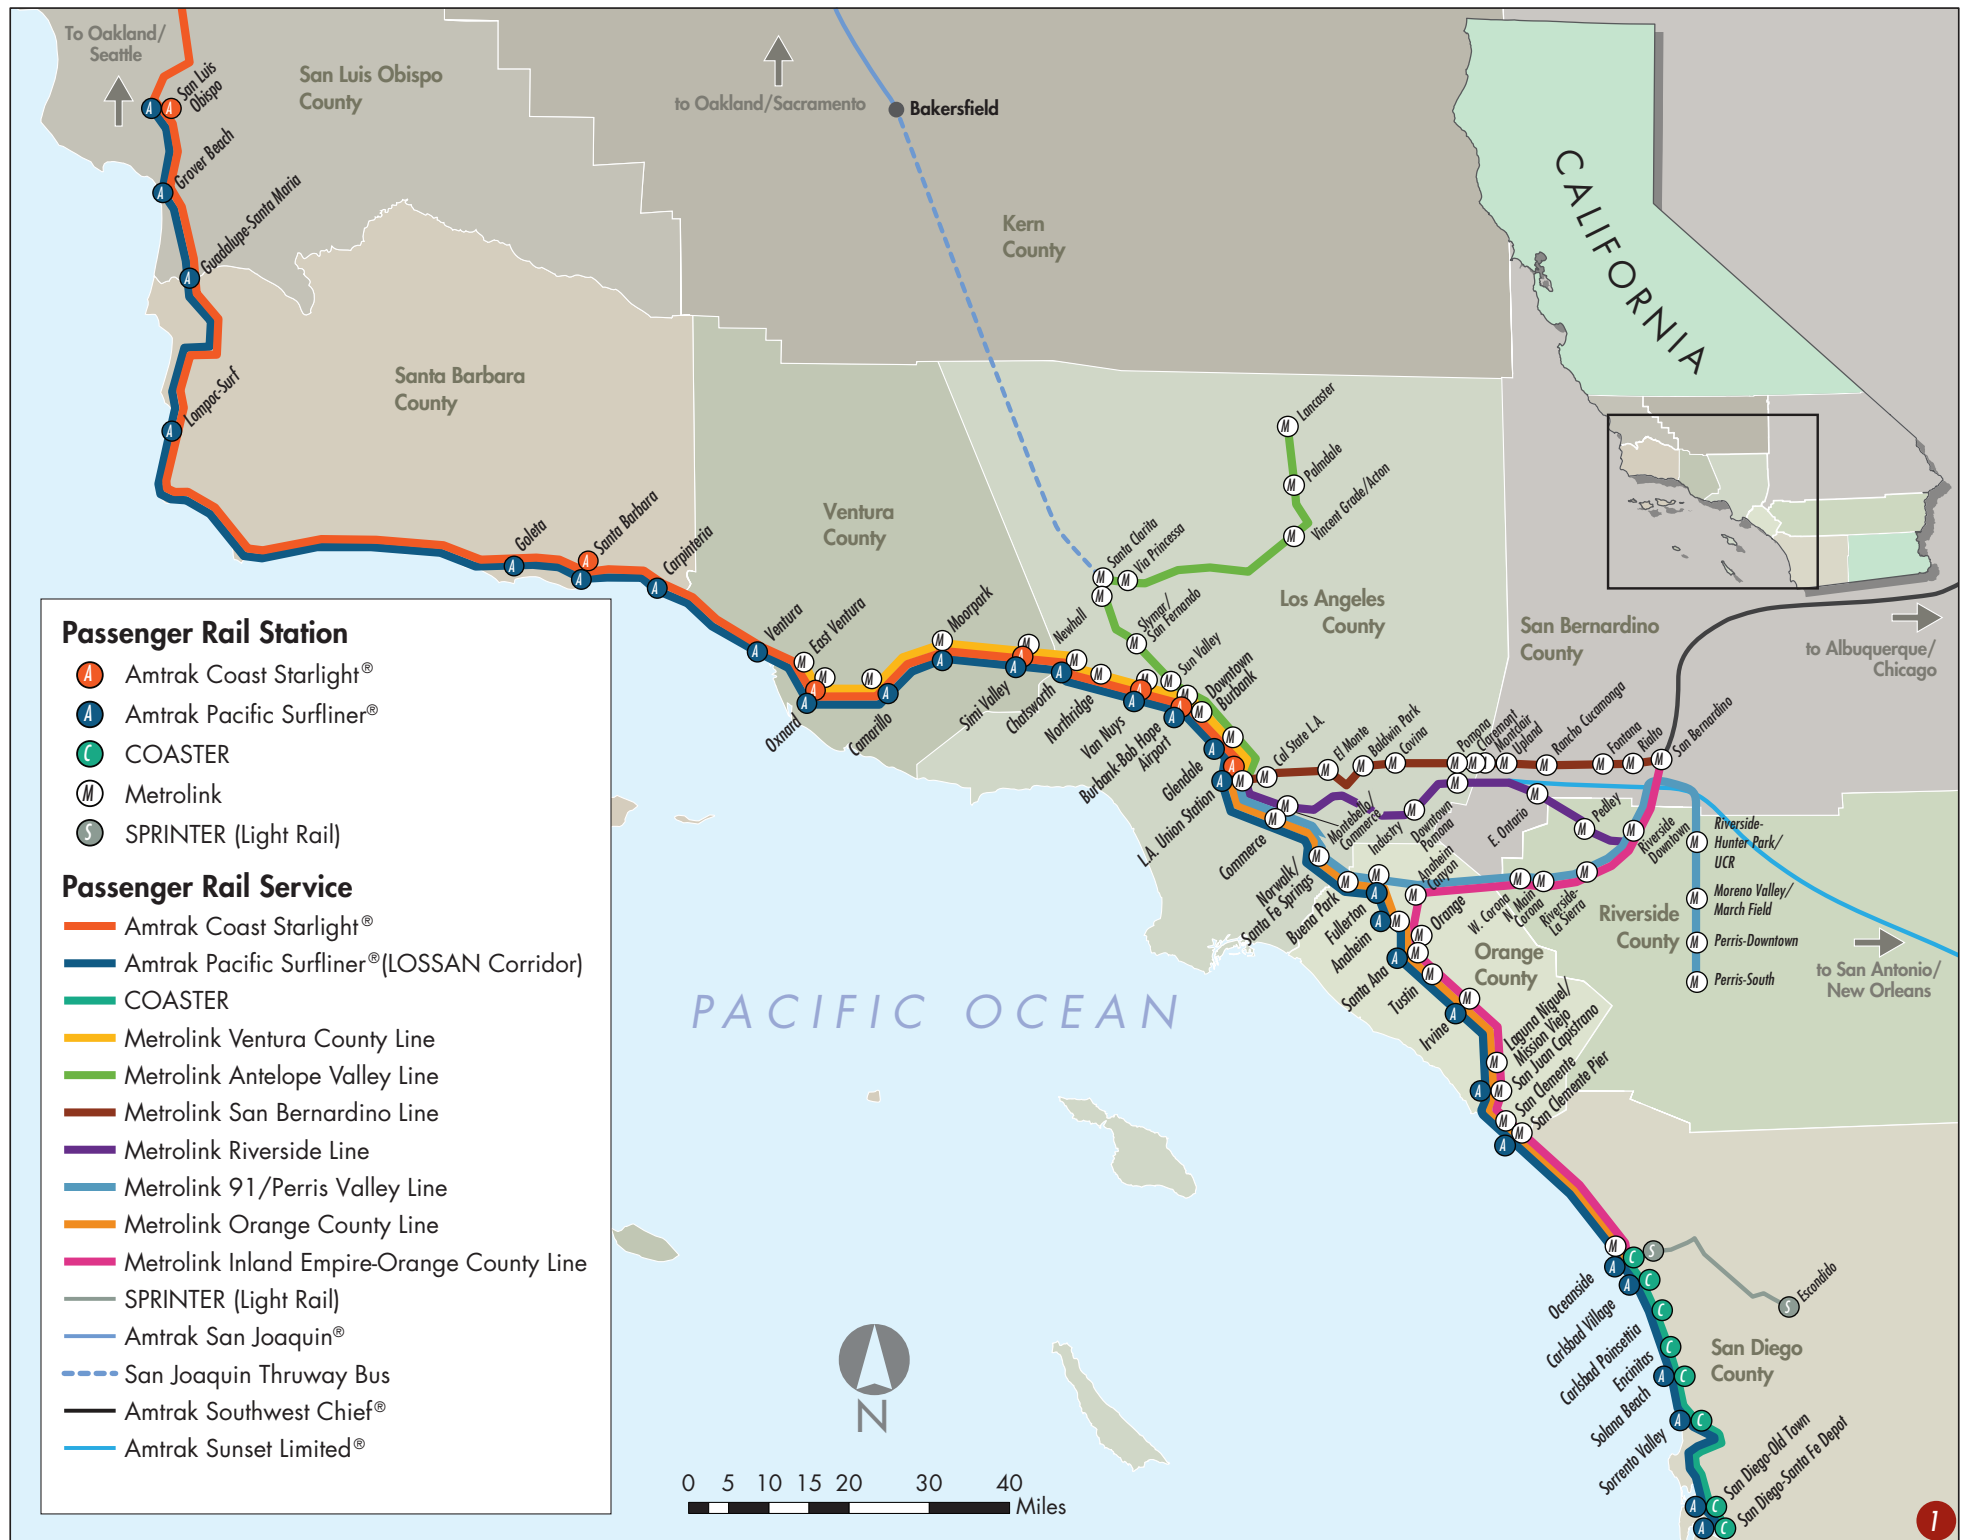 To Oakland/
Seattle
San Luis
Obispo
San Luis Obispo
County
to Oakland/Sacramento
Bakersfield
CALIFORNIA
Grover Beach
Guadalupe-Santa Maria
Kern
County
Lompoc-Surf
Santa Barbara
County
Goleta
Santa Barbara
Carpinteria
Ventura
County
Lancaster
Palmdale
Vincent Grade/Acton
Santa Clarita
Via Princessa
Los Angeles
County
San Bernardino
County
to Albuquerque/
Chicago
Ventura
East Ventura
Moorpark
Newhall
Slymar/
San Fernando
Sun Valley
Downtown
Burbank
Oxnard
Camarillo
Simi Valley
Chatsworth
Northridge
Van Nuys
Burbank-Bob Hope
Airport
Glendale
L.A. Union Station
Cal State L.A.
El Monte
Baldwin Park
Covina
Pomona
Claremont
Montclair
Upland
Rancho Cucamonga
Fontana
Rialto
San Bernardino
Commerce
Montebello/
Commerce
Industry
Downtown
Pomona
E. Ontario
Pedley
Riverside
Downtown
Riverside-
Hunter Park/
UCR
Moreno Valley/
March Field
Perris-Downtown
Perris-South
Norwalk/
Santa Fe Springs
Buena Park
Fullerton
Anaheim
Santa Ana
Tustin
Irvine
Anaheim
Canyon
Orange
W. Corona
N. Main
Corona
Riverside-
La Sierra
Riverside
County
Orange
County
to San Antonio/
New Orleans
Laguna Niguel/
Mission Viejo
San Juan Capistrano
San Clemente
San Clemente Pier
PACIFIC OCEAN
Oceanside
Carlsbad Village
Carlsbad Poinsettia
Encinitas
Solana Beach
Sorrento Valley
San Diego-Old Town
San Diego-Santa Fe Depot
Escondido
San Diego
County
Passenger Rail Station
A Amtrak Coast Starlight®
A Amtrak Pacific Surfliner®
C COASTER
M Metrolink
S SPRINTER (Light Rail)
Passenger Rail Service
Amtrak Coast Starlight®
Amtrak Pacific Surfliner®(LOSSAN Corridor)
COASTER
Metrolink Ventura County Line
Metrolink Antelope Valley Line
Metrolink San Bernardino Line
Metrolink Riverside Line
Metrolink 91/Perris Valley Line
Metrolink Orange County Line
Metrolink Inland Empire-Orange County Line
SPRINTER (Light Rail)
Amtrak San Joaquin®
San Joaquin Thruway Bus
Amtrak Southwest Chief®
Amtrak Sunset Limited®
N
0 5 10 15 20 30 40
Miles
1